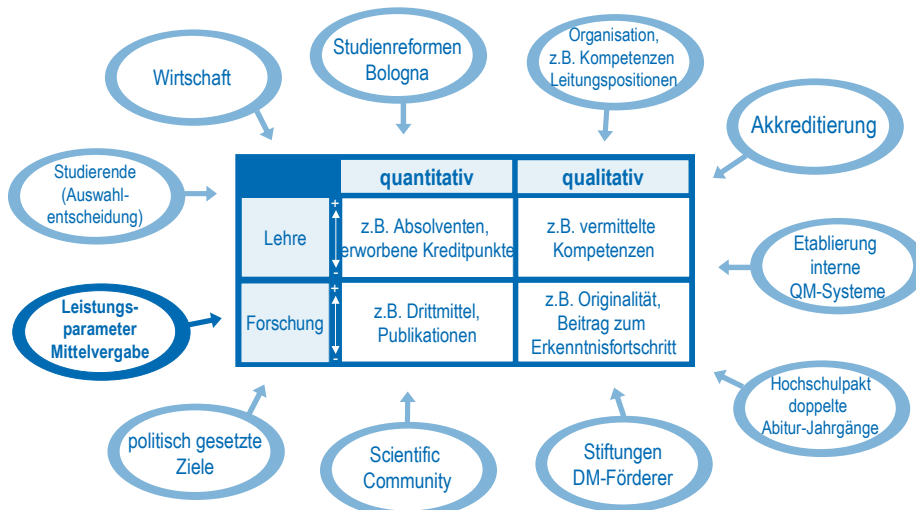 Wirtschaft
Studienreformen
Bologna
Organisation,
z.B. Kompetenzen
Leitungspositionen
Akkreditierung
Studierende
(Auswahl-
entscheidung)
quantitativ
qualitativ
Lehre
+
-
z.B. Absolventen,
erworbene Kreditpunkte
z.B. vermittelte
Kompetenzen
Etablierung
interne
QM-Systeme
Leistungs-
parameter
Mittelvergabe
Forschung
+
-
z.B. Drittmittel,
Publikationen
z.B. Originalität,
Beitrag zum
Erkenntnisfortschritt
Hochschulpakt
doppelte
Abitur-Jahrgänge
politisch gesetzte
Ziele
Scientific
Community
Stiftungen
DM-Förderer